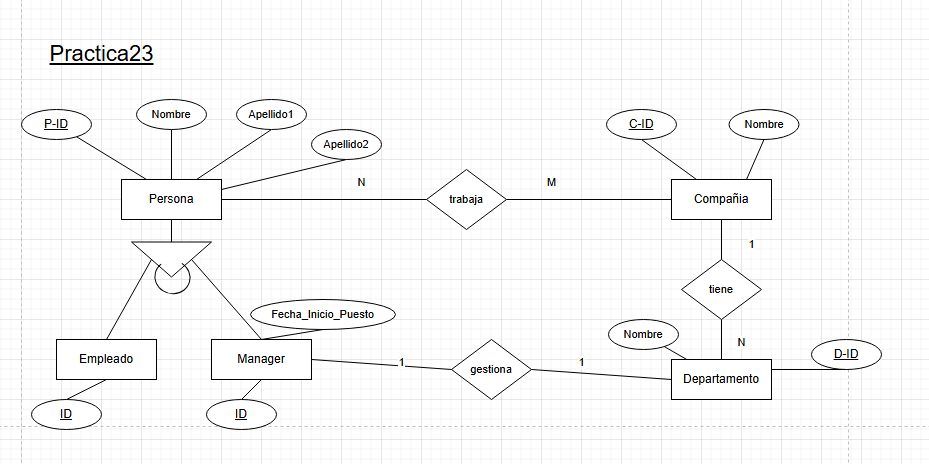 Practica23
P-ID
Nombre
Apellido1
Apellido2
C-ID
Nombre
Persona
N
trabaja
M
Compañia
1
tiene
Fecha_Inicio_Puesto
Nombre
N
D-ID
Empleado
Manager
1
gestiona
1
Departamento
ID
ID